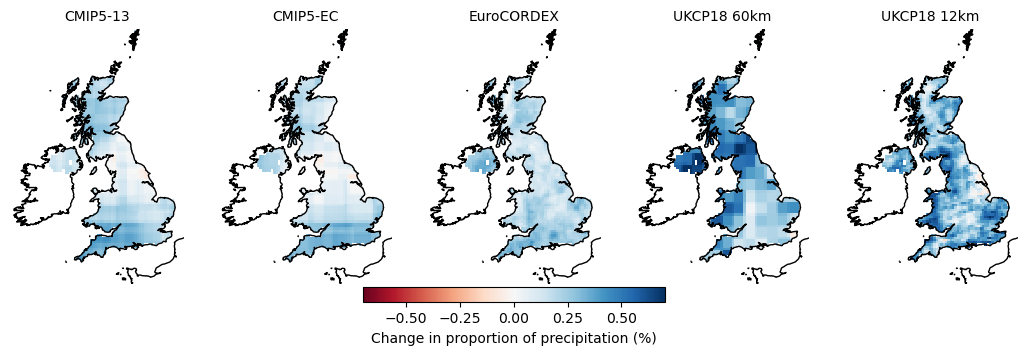 CMIP5-13 CMIP5-EC EuroCORDEX UKCP18 60km UKCP18 12km
−0.50 −0.25 0.00 0.25 0.50
Change in proportion of precipitation (%)